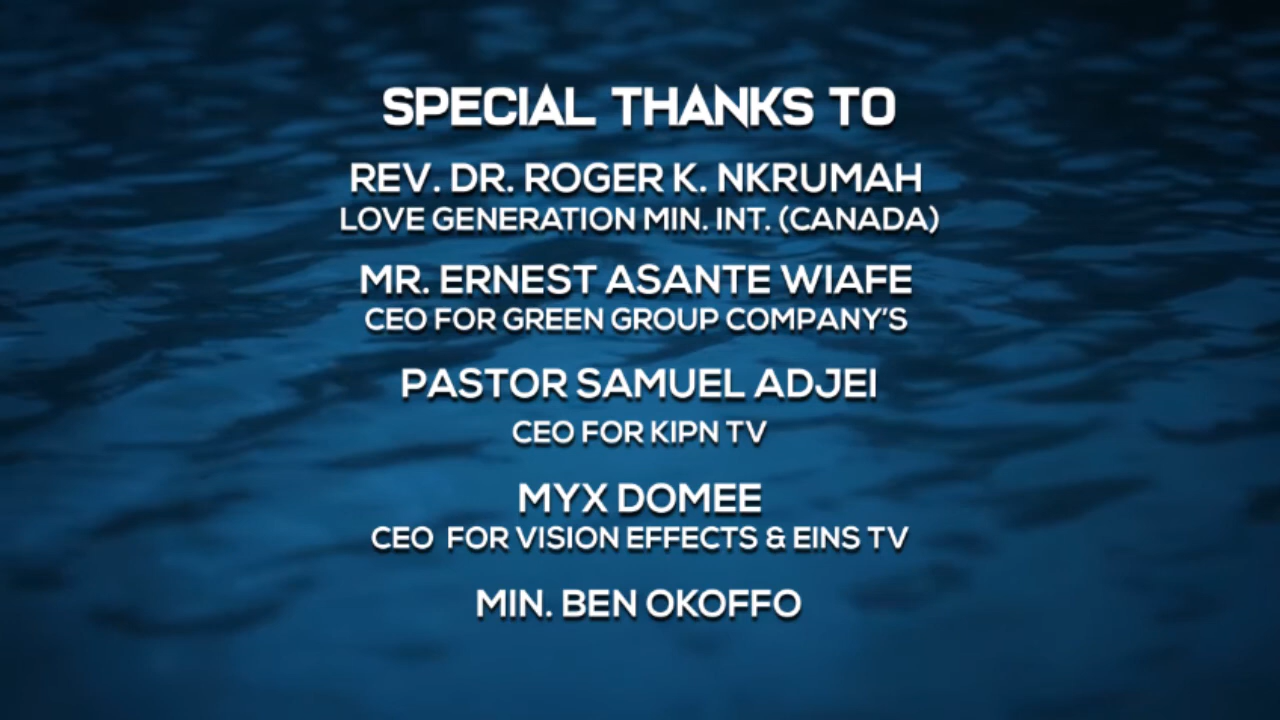 SPECIAL THANKS TO
REV. DR. ROGER K. NKRUMAH
LOVE GENERATION MIN. INT. (CANADA)
MR. ERNEST ASANTE WIAFE
CEO FOR GREEN GROUP COMPANY'S
PASTOR SAMUEL ADJEI
CEO FOR KIPN TV
MYX DOMEE
CEO FOR VISION EFFECTS & EINS TV
MIN. BEN OKOFFO